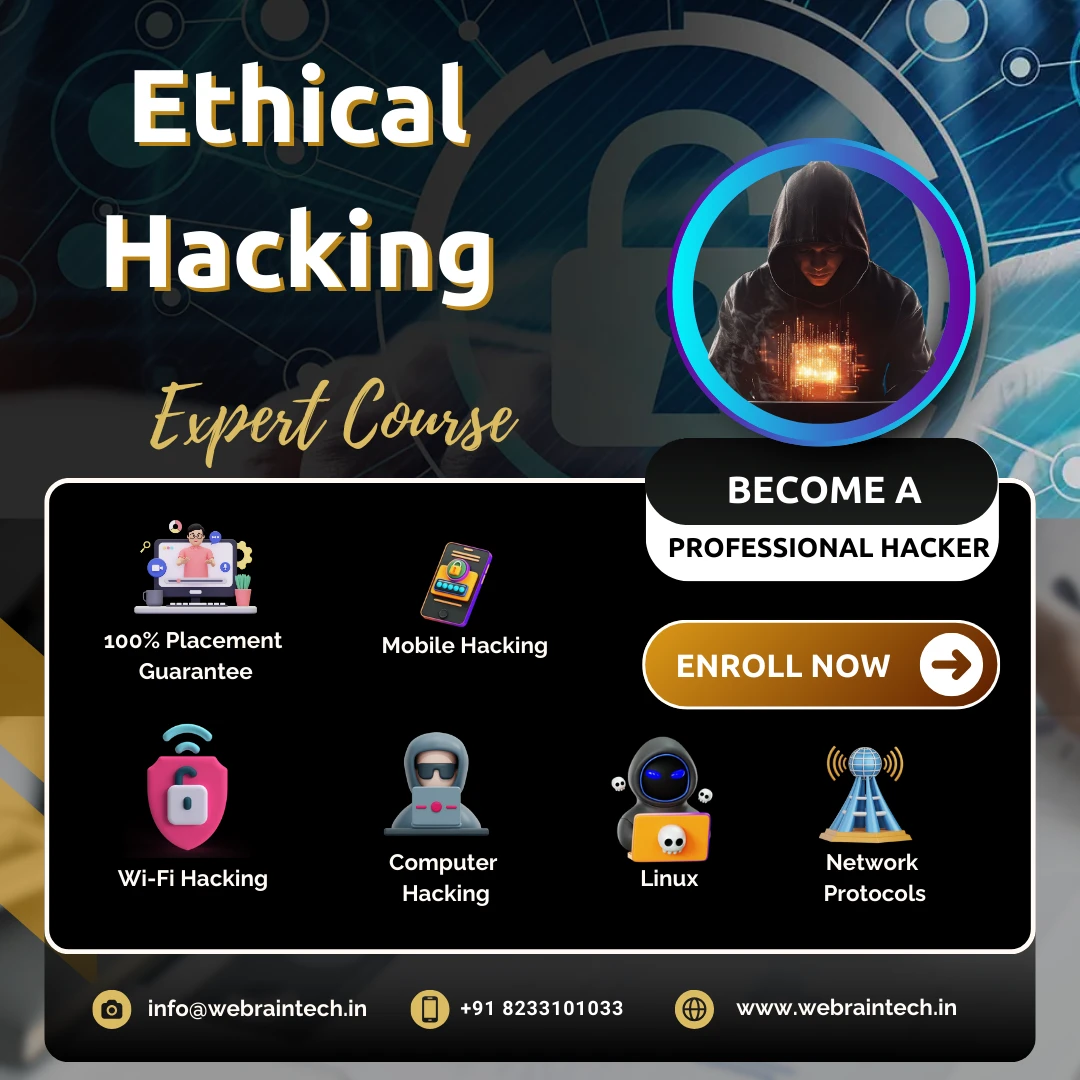 Ethical
Hacking
Expert Course
BECOME A
PROFESSIONAL HACKER
ENROLL NOW
100% Placement
Guarantee
Mobile Hacking
Wi-Fi Hacking
Computer
Hacking
Linux
Network
Protocols
info@webraintech.in
+91 8233101033
www.webraintech.in